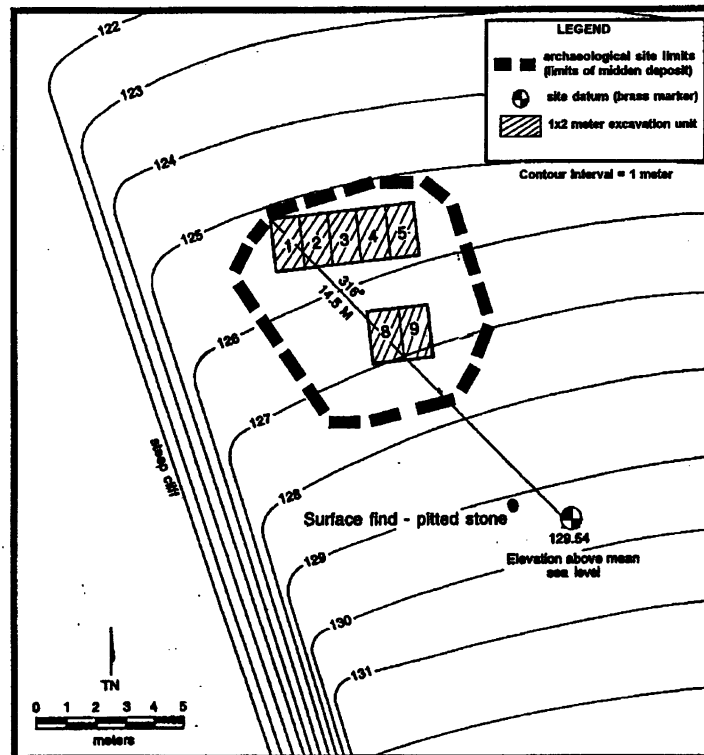 LEGEND
archaeological site limits
(limits of midden deposit)
site datum (brass marker)
1x2 meter excavation unit
Contour Interval = 1 meter
122
123
124
125
126
127
128
129
130
131
1 2 3 4 5
316°
14.5 M
8 9
steep cliff
Surface find - pitted stone
129.54
Elevation above mean
sea level
TN
0 1 2 3 4 5
meters